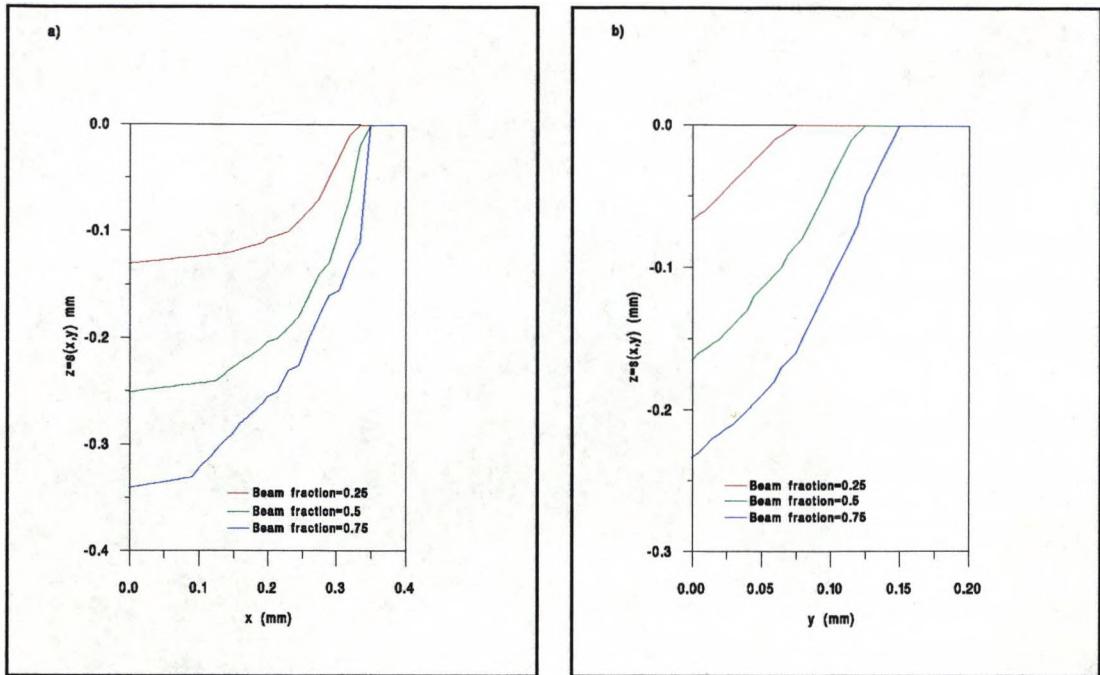 a)
0.0
-0.1
-0.2
-0.3
-0.4
z=s(x,y) mm
Beam fraction=0.25
Beam fraction=0.5
Beam fraction=0.75
0.0 0.1 0.2 0.3 0.4
x (mm)
b)
0.0
-0.1
-0.2
-0.3
z=s(x,y) (mm)
Beam fraction=0.25
Beam fraction=0.5
Beam fraction=0.75
0.00 0.05 0.10 0.15 0.20
y (mm)